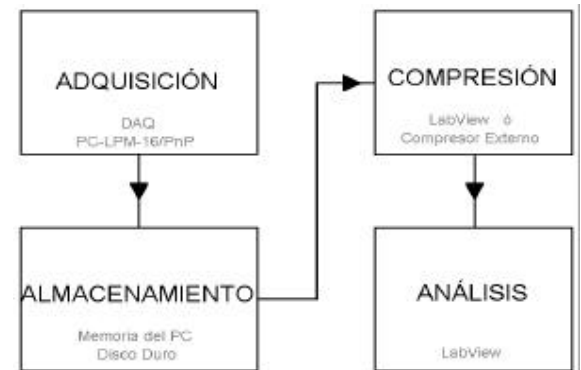 ADQUISICIÓN
DAQ
PC-LPM-16/PnP
ALMACENAMIENTO
Memoria del PC
Disco Duro
COMPRESIÓN
LabView ó
Compresor Externo
ANÁLISIS
LabView